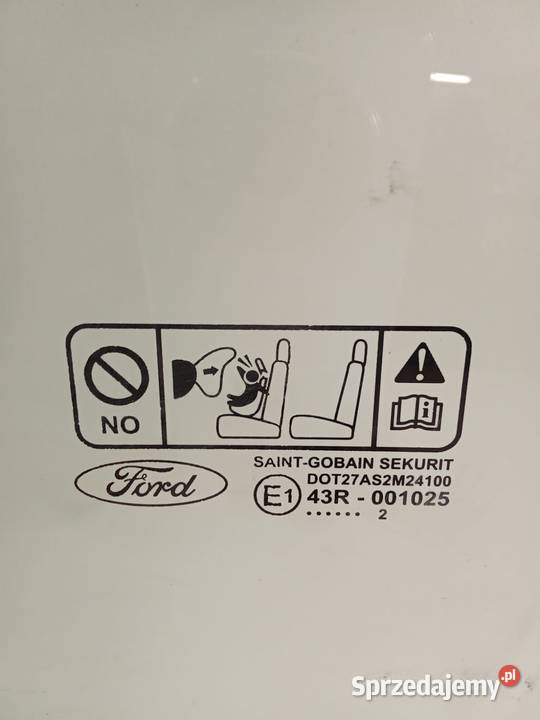 NO
Ford
SAINT-GOBAIN SEKURIT
DOT27AS2M24100
E1 43R - 001025
...... 2
Sprzedajemy.pl